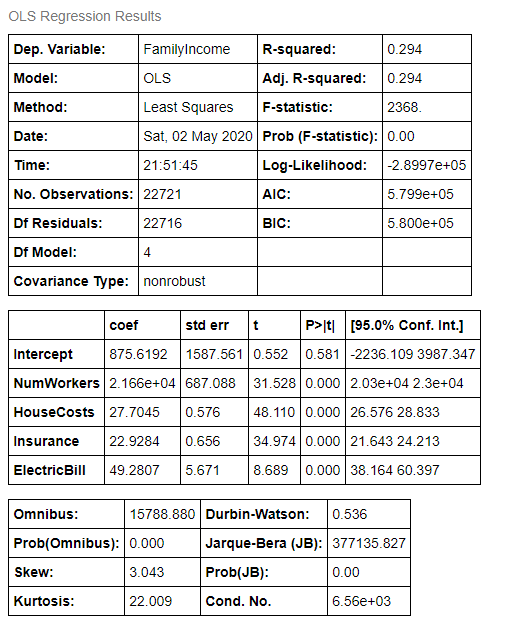 OLS Regression Results
Dep. Variable: FamilyIncome R-squared: 0.294
Model: OLS Adj. R-squared: 0.294
Method: Least Squares F-statistic: 2368.
Date: Sat, 02 May 2020 Prob (F-statistic): 0.00
Time: 21:51:45 Log-Likelihood: -2.8997e+05
No. Observations: 22721 AIC: 5.799e+05
Df Residuals: 22716 BIC: 5.800e+05
Df Model: 4
Covariance Type: nonrobust
coef std err t P>|t| [95.0% Conf. Int.]
Intercept 875.6192 1587.561 0.552 0.581 -2236.109 3987.347
NumWorkers 2.166e+04 687.088 31.528 0.000 2.03e+04 2.3e+04
HouseCosts 27.7045 0.576 48.110 0.000 26.576 28.833
Insurance 22.9284 0.656 34.974 0.000 21.643 24.213
ElectricBill 49.2807 5.671 8.689 0.000 38.164 60.397
Omnibus: 15788.880 Durbin-Watson: 0.536
Prob(Omnibus): 0.000 Jarque-Bera (JB): 377135.827
Skew: 3.043 Prob(JB): 0.00
Kurtosis: 22.009 Cond. No. 6.56e+03